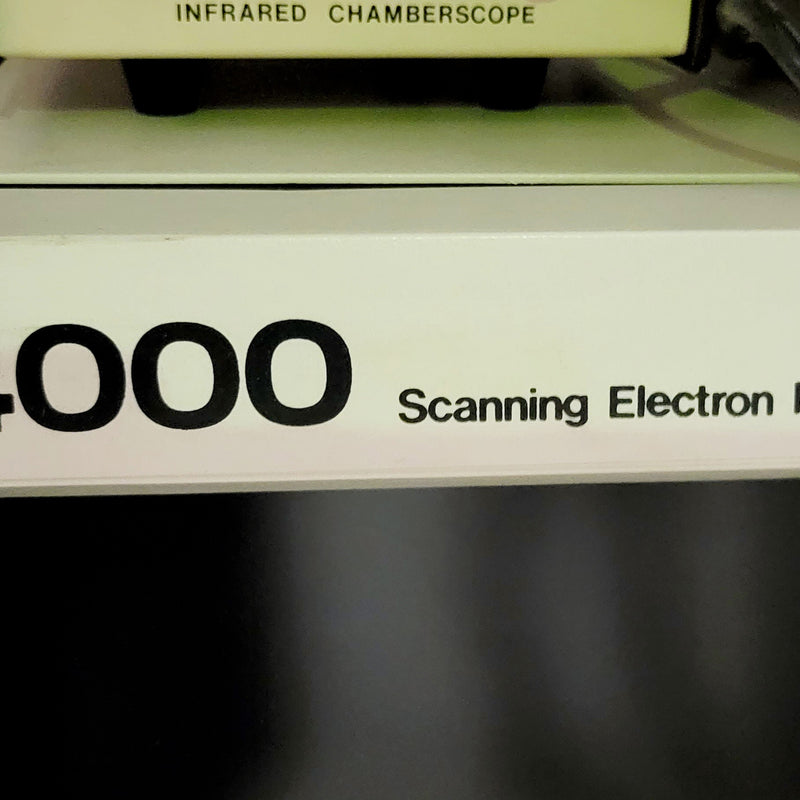 INFRARED CHAMBERSCOPE
4000 Scanning Electron